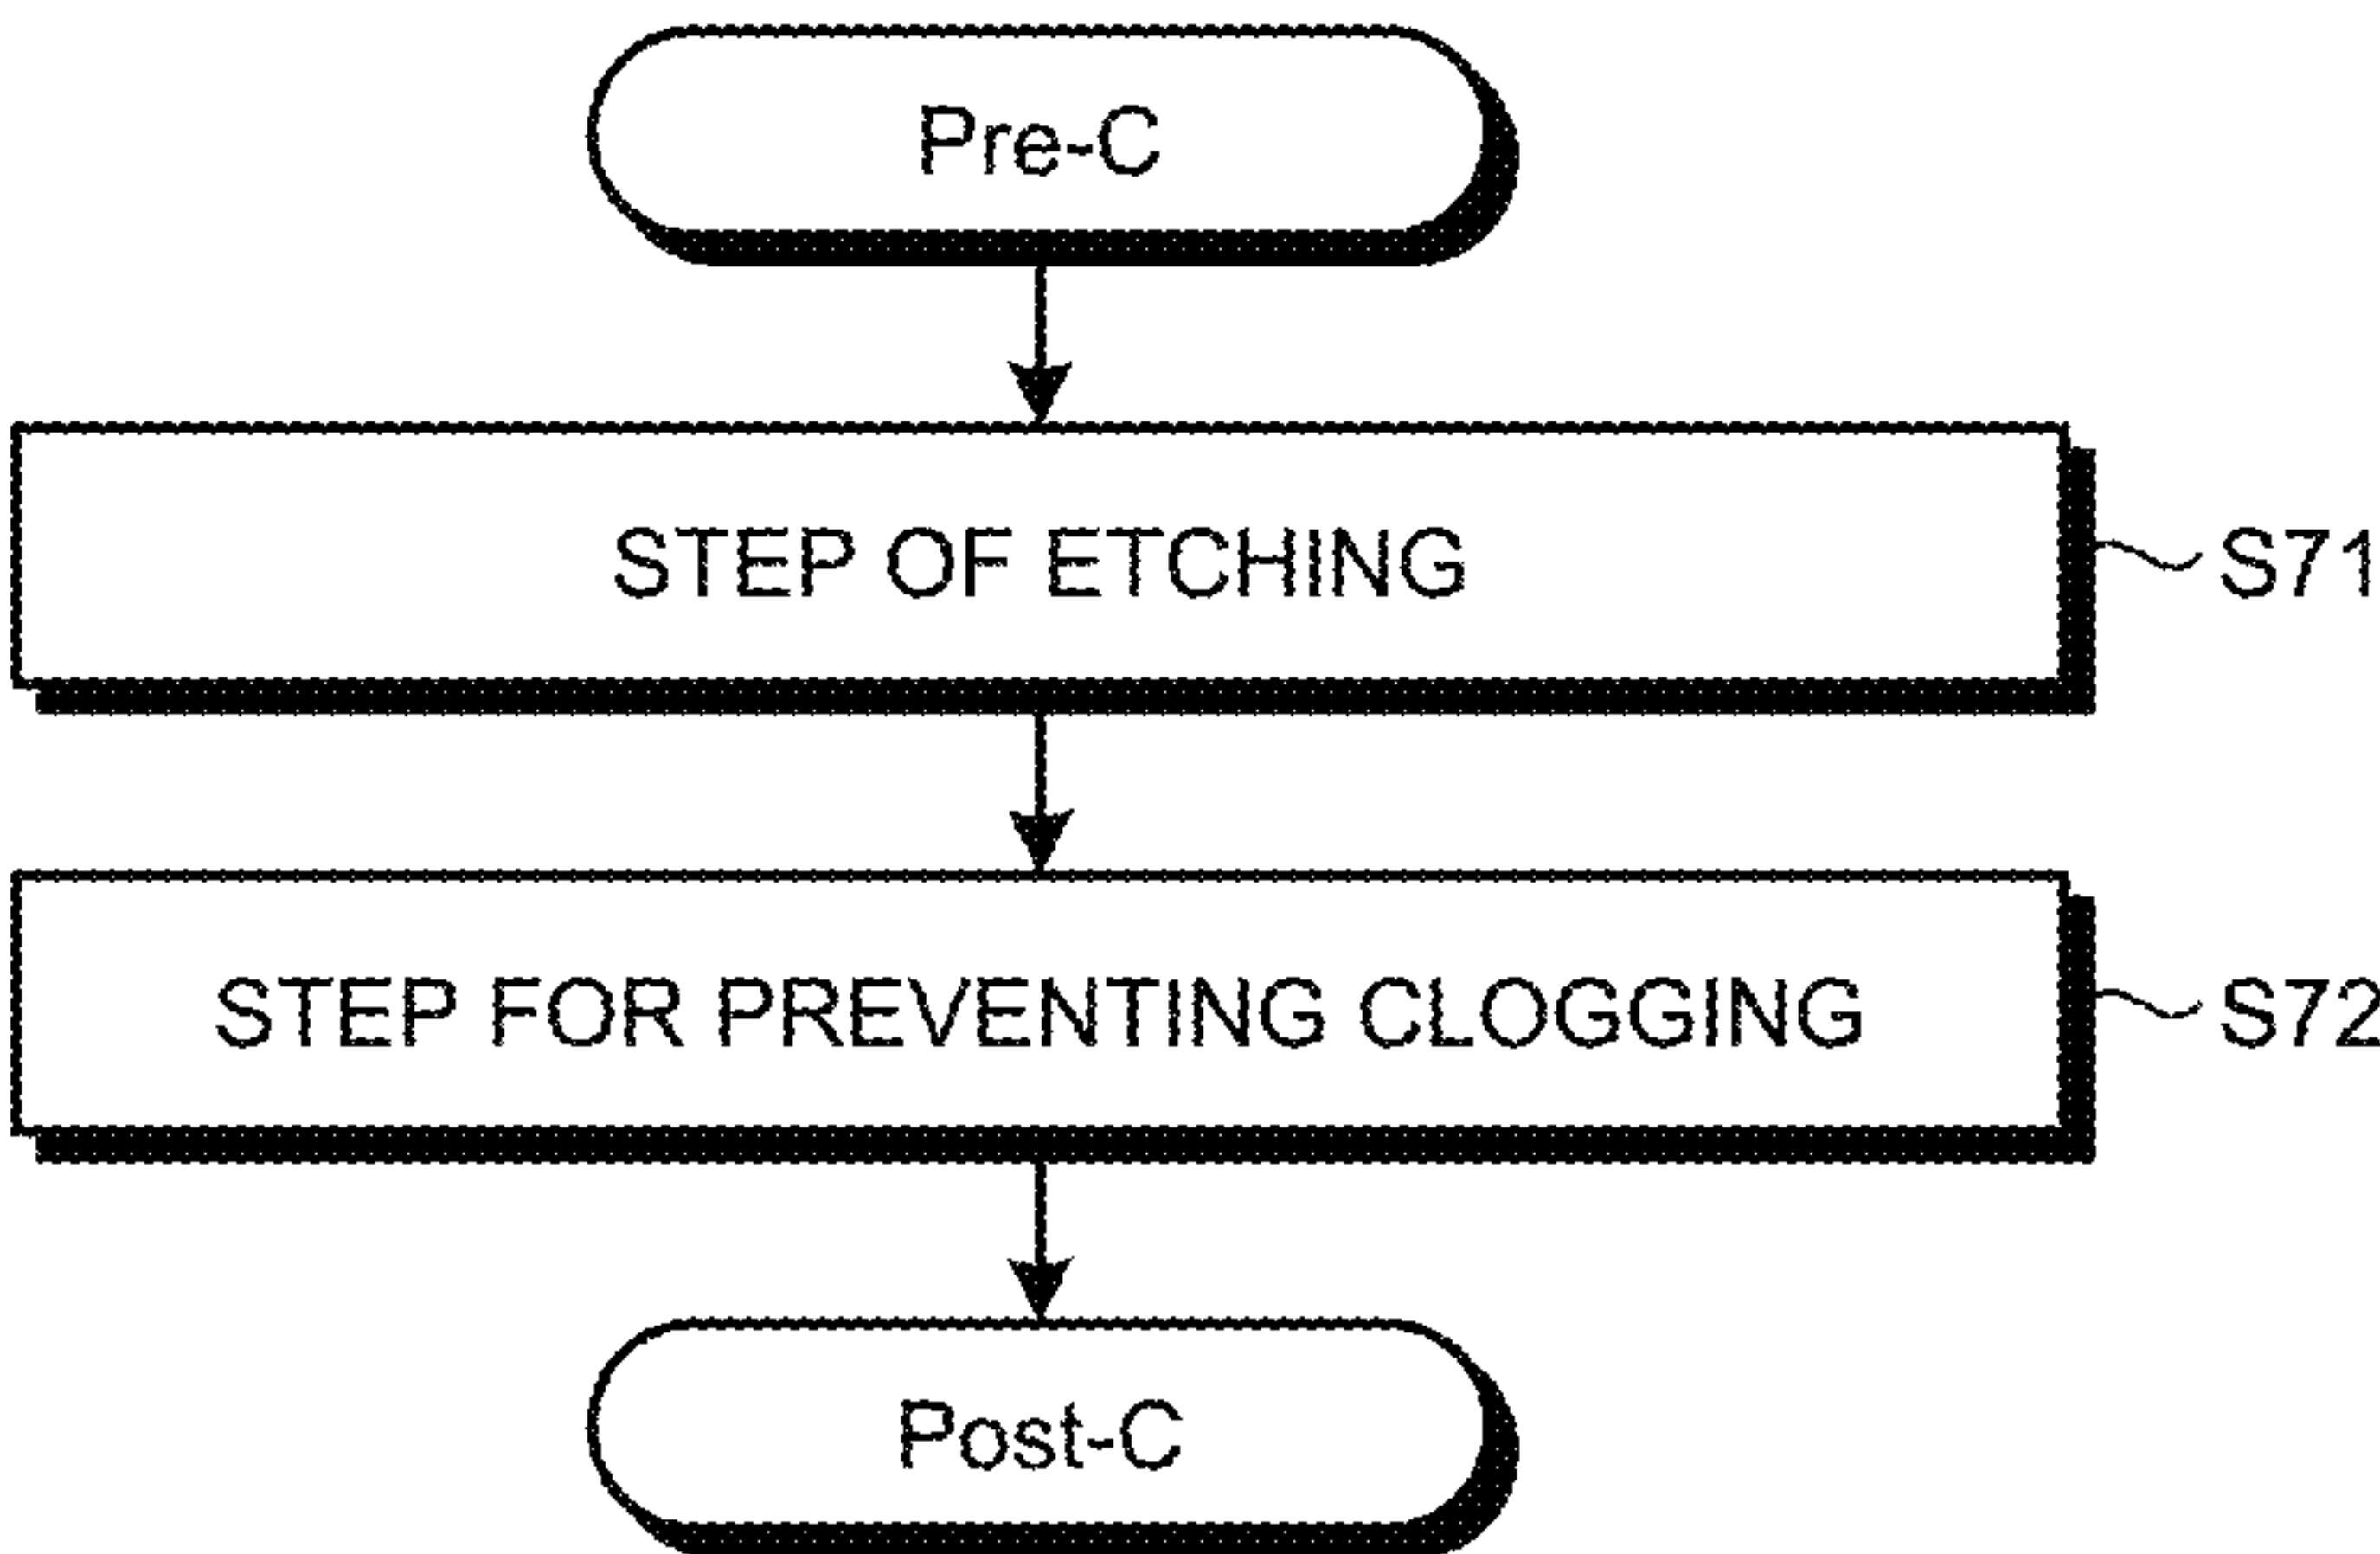 Pre-C
STEP OF ETCHING
S71
STEP FOR PREVENTING CLOGGING
S72
Post-C